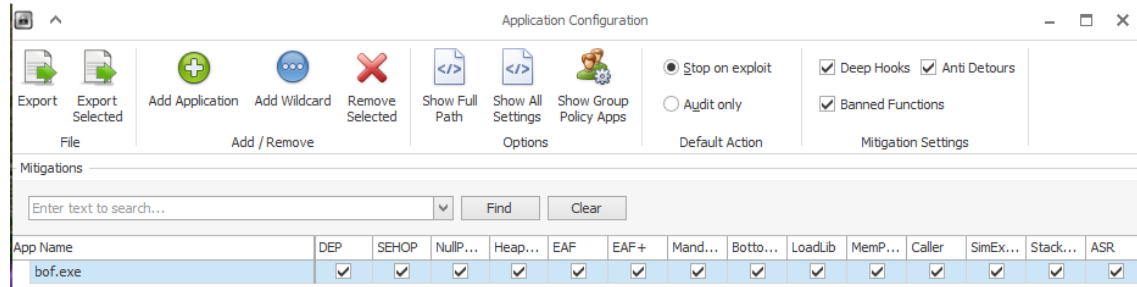 Application Configuration
Export
Export Selected
Add Application
Add Wildcard
Remove Selected
Show Full Path
Show All Settings
Show Group Policy Apps
Stop on exploit
Audit only
Deep Hooks
Anti Detours
Banned Functions
File
Add / Remove
Options
Default Action
Mitigation Settings
Mitigations
Enter text to search...
Find
Clear
App Name DEP SEHOP NullP... Heap... EAF EAF+ Mand... Botto... LoadLib MemP... Caller SimEx... Stack... ASR
bof.exe